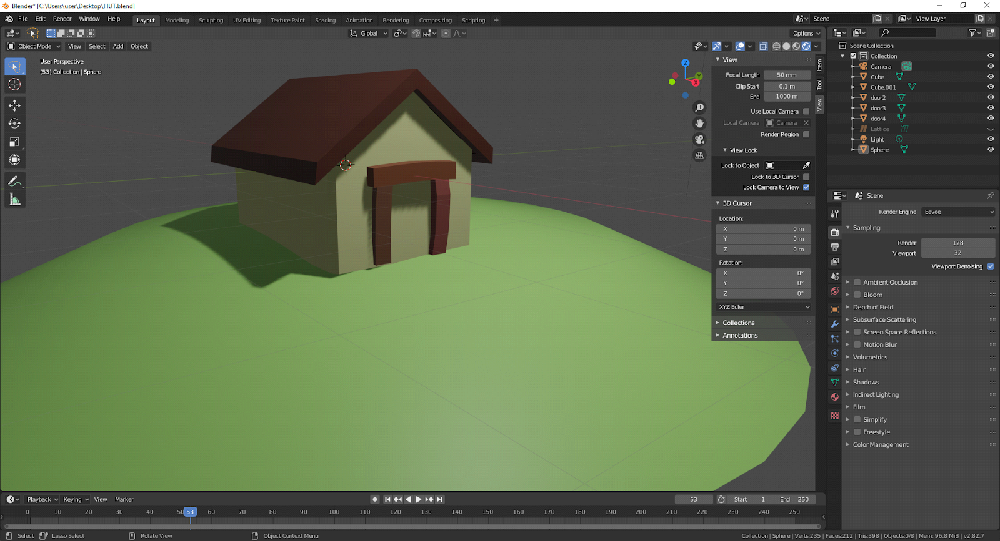 Blender* [C:\Users\user\Desktop\HUT.blend]
File Edit Render Window Help Layout Modeling Sculpting UV Editing Texture Paint Shading Animation Rendering Compositing Scripting + Scene View Layer
Global Options
Object Mode View Select Add Object
User Perspective
(53) Collection | Sphere
Z
Y
X
View
Focal Length 50 mm
Clip Start 0.1 m
End 1000 m
Use Local Camera
Local Camera Camera
Render Region
View Lock
Lock to Object
Lock to 3D Cursor
Lock Camera to View
3D Cursor
Location:
X 0 m
Y 0 m
Z 0 m
Rotation:
X 0°
Y 0°
Z 0°
XYZ Euler
Collections
Annotations
Item
Tool
View
Scene Collection
Collection
Camera
Cube
Cube.001
door2
door3
door4
Lattice
Light
Sphere
Scene
Render Engine Eevee
Sampling
Render 128
Viewport 32
Viewport Denoising
Ambient Occlusion
Bloom
Depth of Field
Subsurface Scattering
Screen Space Reflections
Motion Blur
Volumetrics
Hair
Shadows
Indirect Lighting
Film
Simplify
Freestyle
Color Management
Playback Keying View Marker 53 Start 1 End 250
0 10 20 30 40 50 53 60 70 80 90 100 110 120 130 140 150 160 170 180 190 200 210 220 230 240 250
Select Lasso Select Rotate View Object Context Menu Collection | Sphere | Verts:235 | Faces:212 | Tris:398 | Objects:0/8 | Mem: 96.8 MiB | v2.82.7